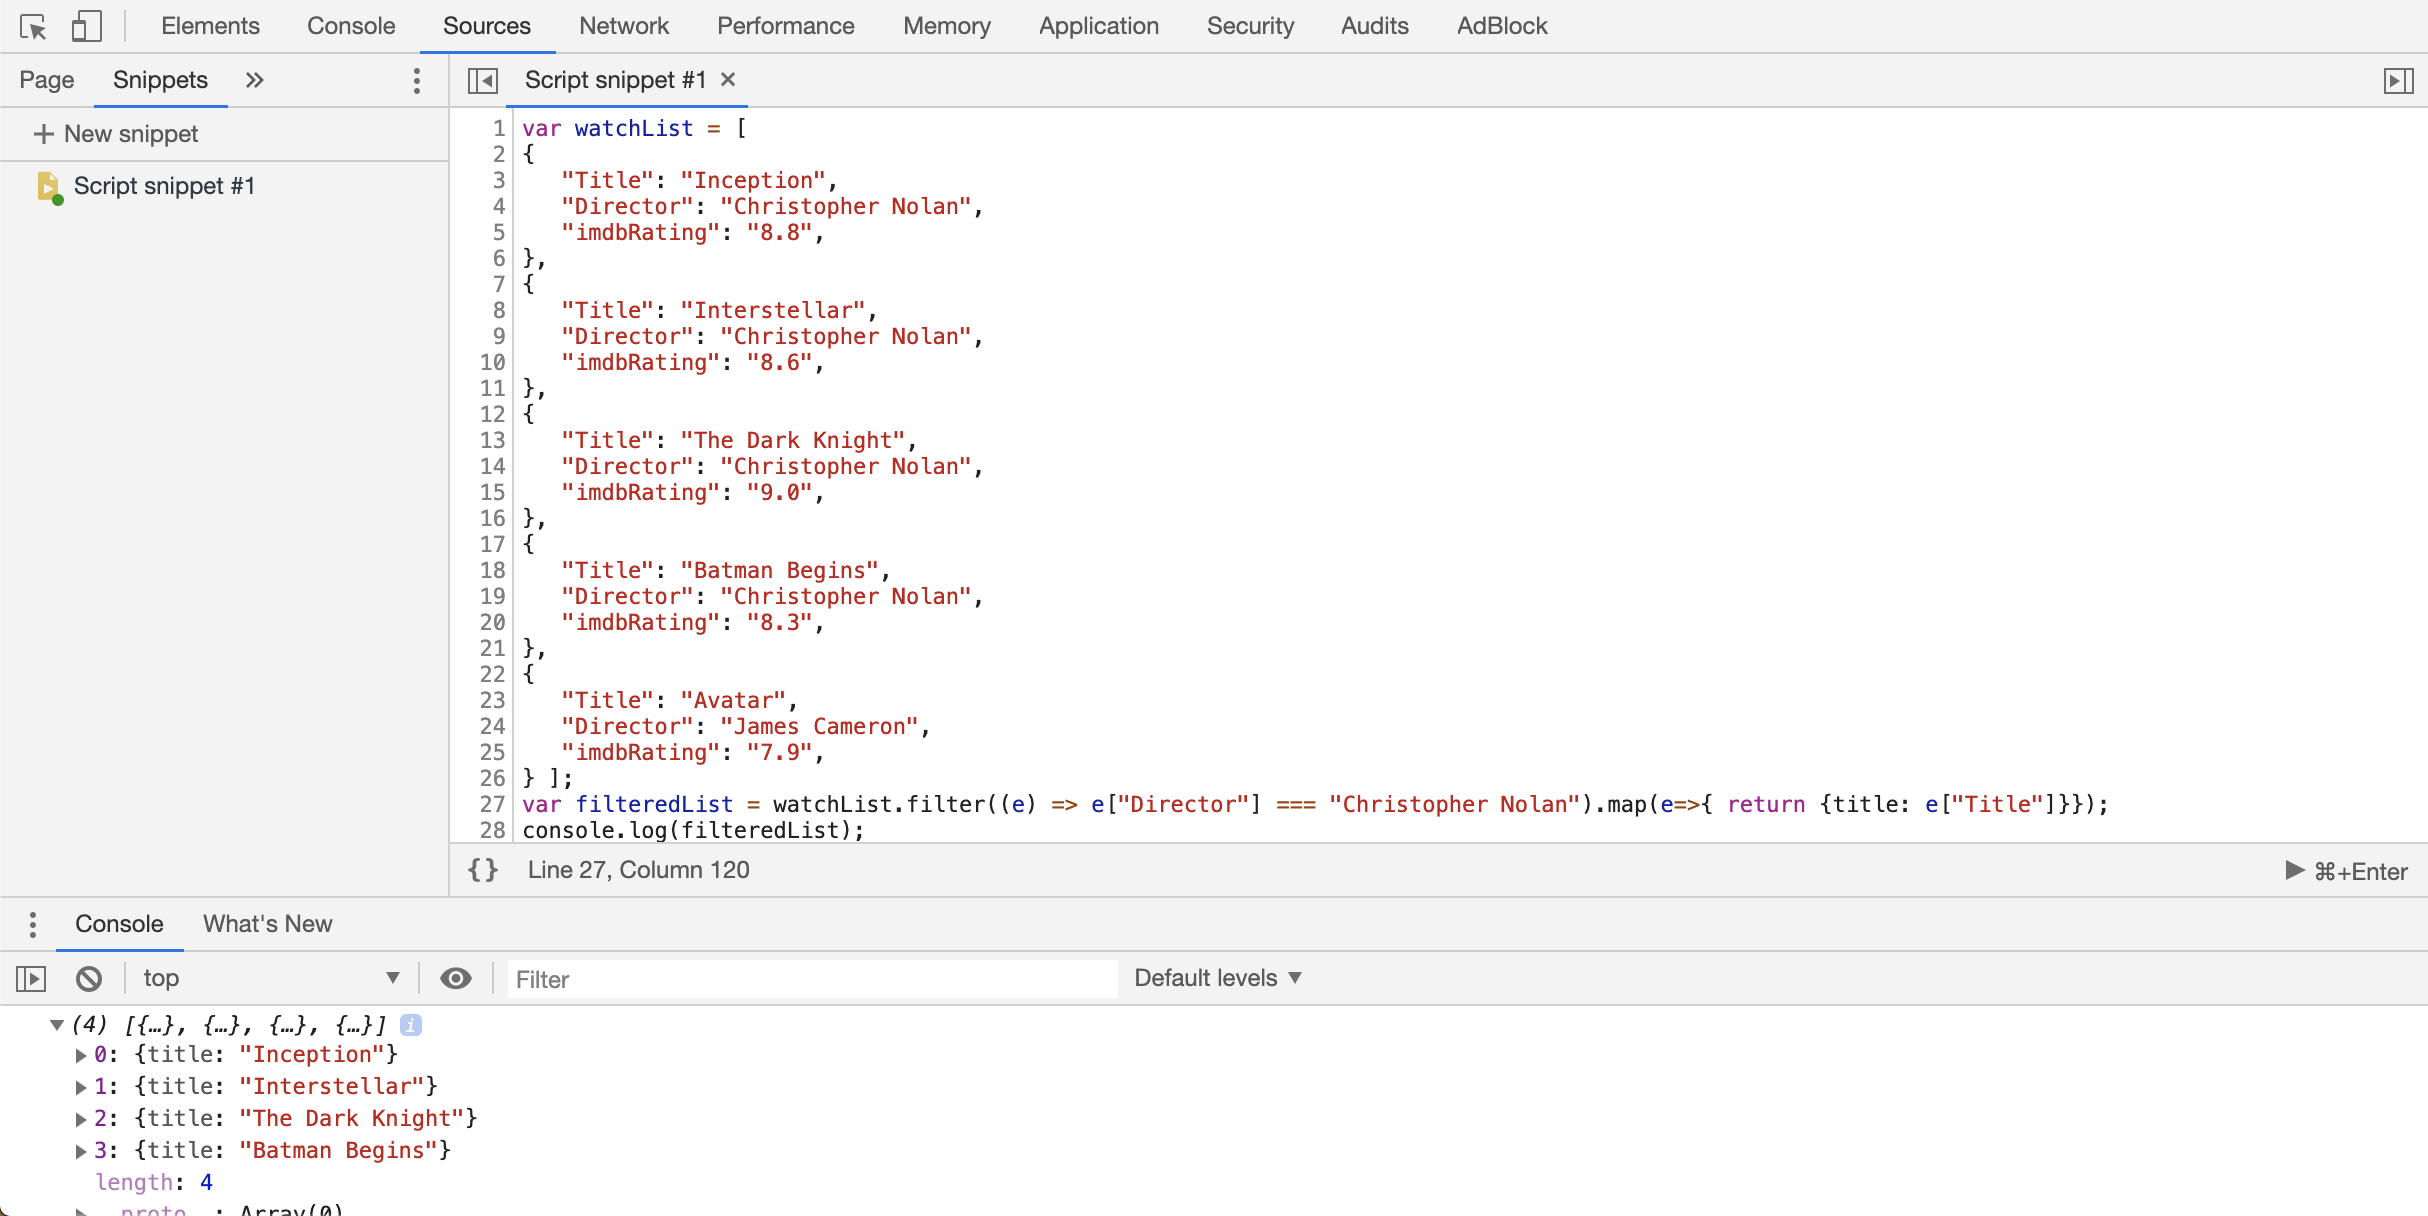 Elements Console Sources Network Performance Memory Application Security Audits AdBlock
Page Snippets »
Script snippet #1 ×
+ New snippet
Script snippet #1
1 var watchList = [
2 {
3    "Title": "Inception",
4    "Director": "Christopher Nolan",
5    "imdbRating": "8.8",
6 },
7 {
8    "Title": "Interstellar",
9    "Director": "Christopher Nolan",
10    "imdbRating": "8.6",
11 },
12 {
13    "Title": "The Dark Knight",
14    "Director": "Christopher Nolan",
15    "imdbRating": "9.0",
16 },
17 {
18    "Title": "Batman Begins",
19    "Director": "Christopher Nolan",
20    "imdbRating": "8.3",
21 },
22 {
23    "Title": "Avatar",
24    "Director": "James Cameron",
25    "imdbRating": "7.9",
26 } ];
27 var filteredList = watchList.filter((e) => e["Director"] === "Christopher Nolan").map(e=>{ return {title: e["Title"]}});
28 console.log(filteredList);
{} Line 27, Column 120
⌘+Enter
Console What's New
top
Filter
Default levels
(4) [{…}, {…}, {…}, {…}] i
0: {title: "Inception"}
1: {title: "Interstellar"}
2: {title: "The Dark Knight"}
3: {title: "Batman Begins"}
length: 4
__proto__: Array(0)